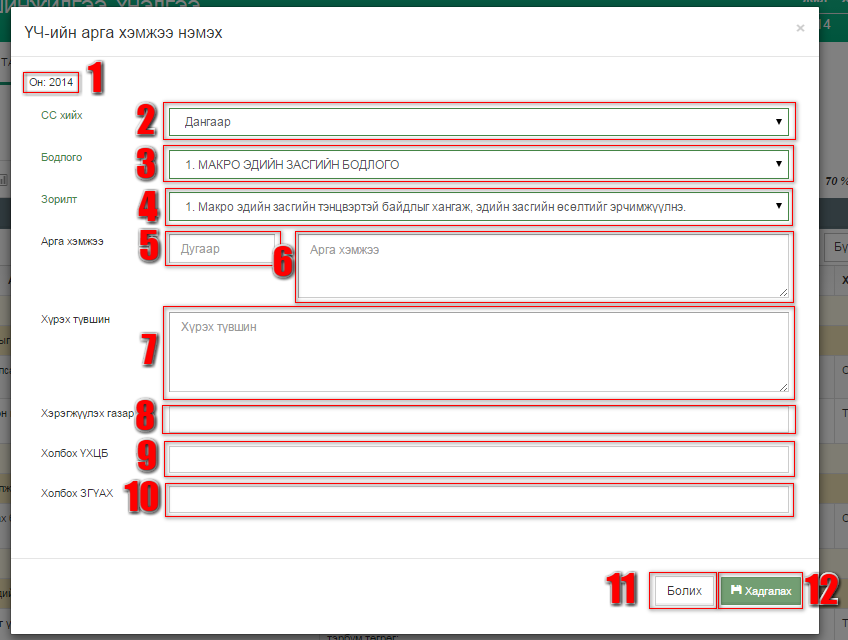 ҮЧ-ийн арга хэмжээ нэмэх ×
Он: 2014 1
СС хийх 2 Дангаар
Бодлого 3 1. МАКРО ЭДИЙН ЗАСГИЙН БОДЛОГО
Зорилт 4 1. Макро эдийн засгийн тэнцвэртэй байдлыг хангаж, эдийн засгийн өсөлтийг эрчимжүүлнэ.
Арга хэмжээ 5 Дугаар 6 Арга хэмжээ
Хүрэх түвшин 7 Хүрэх түвшин
Хэрэгжүүлэх газар 8
Холбох ҮХЦБ 9
Холбох ЗГҮАХ 10
11 Болих Хадгалах 12
70 %